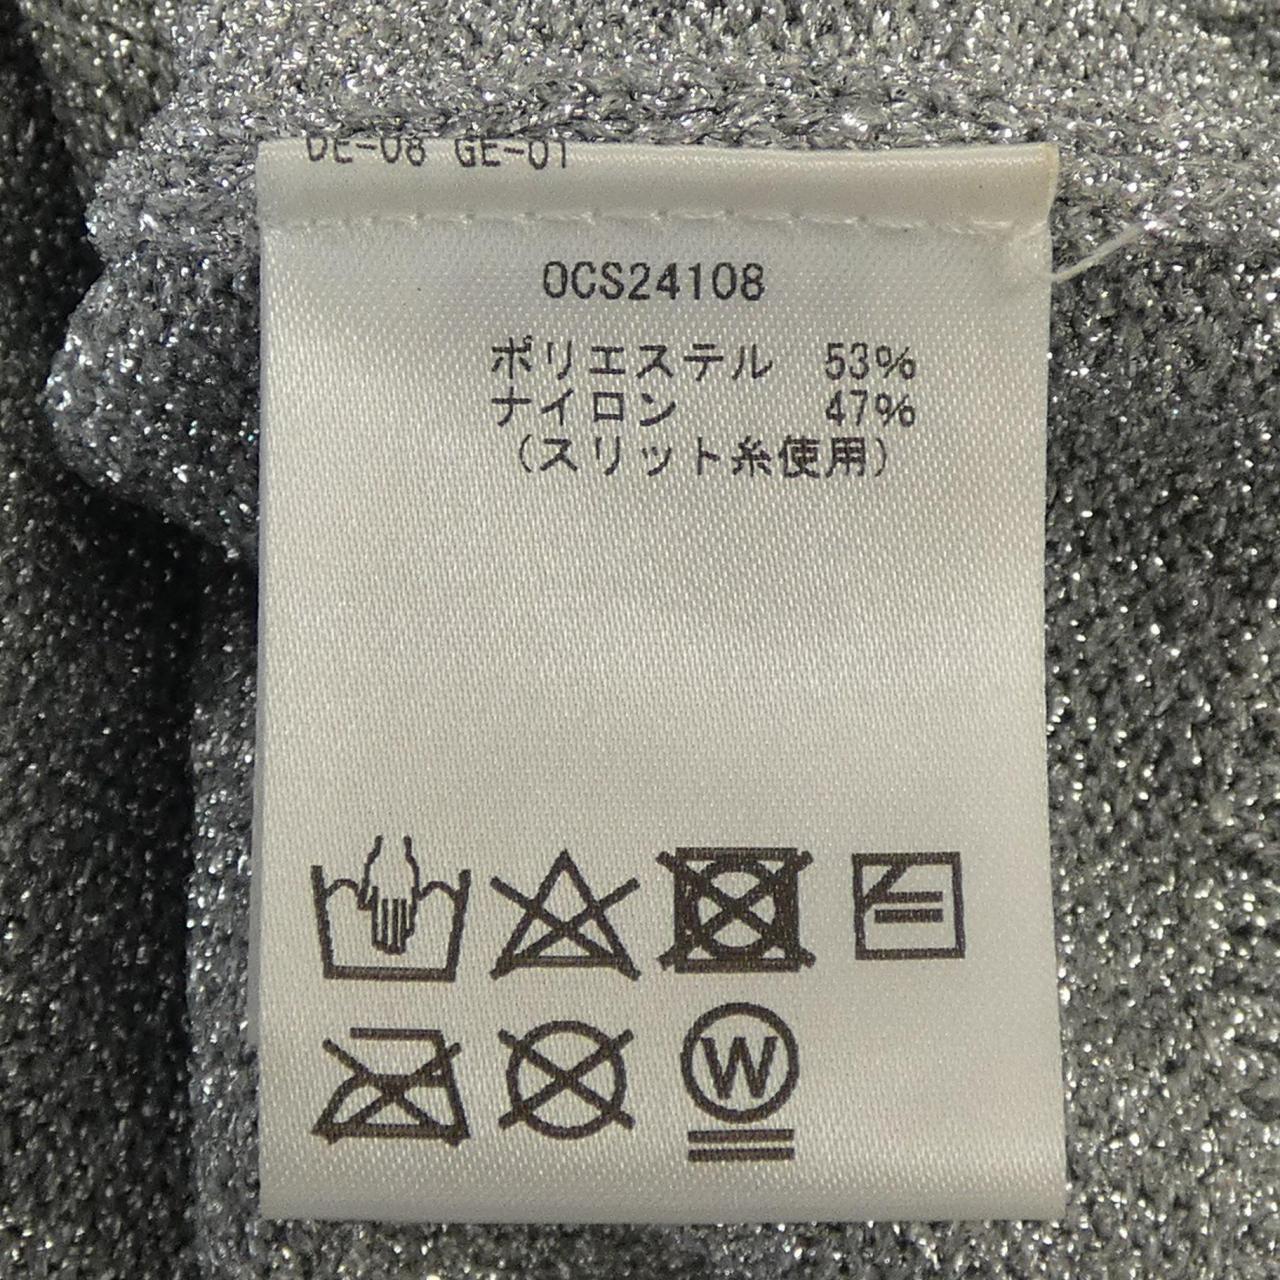 DE-08 GE-01
OCS24108
ポリエステル 53%
ナイロン 47%
(スリット糸使用)
W